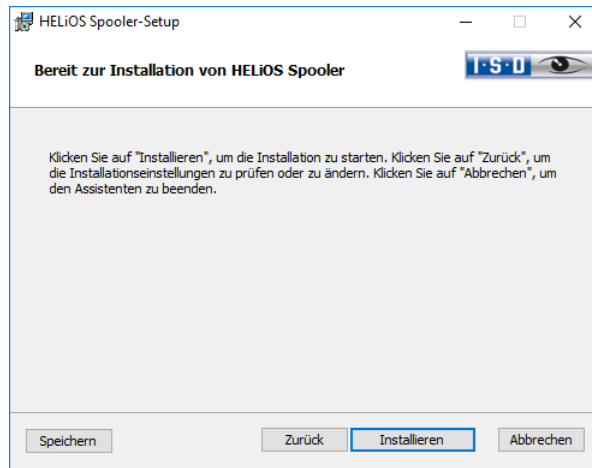 HELiOS Spooler-Setup
Bereit zur Installation von HELiOS Spooler
I·S·D
Klicken Sie auf "Installieren", um die Installation zu starten. Klicken Sie auf "Zurück", um
die Installationseinstellungen zu prüfen oder zu ändern. Klicken Sie auf "Abbrechen", um
den Assistenten zu beenden.
Speichern Zurück Installieren Abbrechen